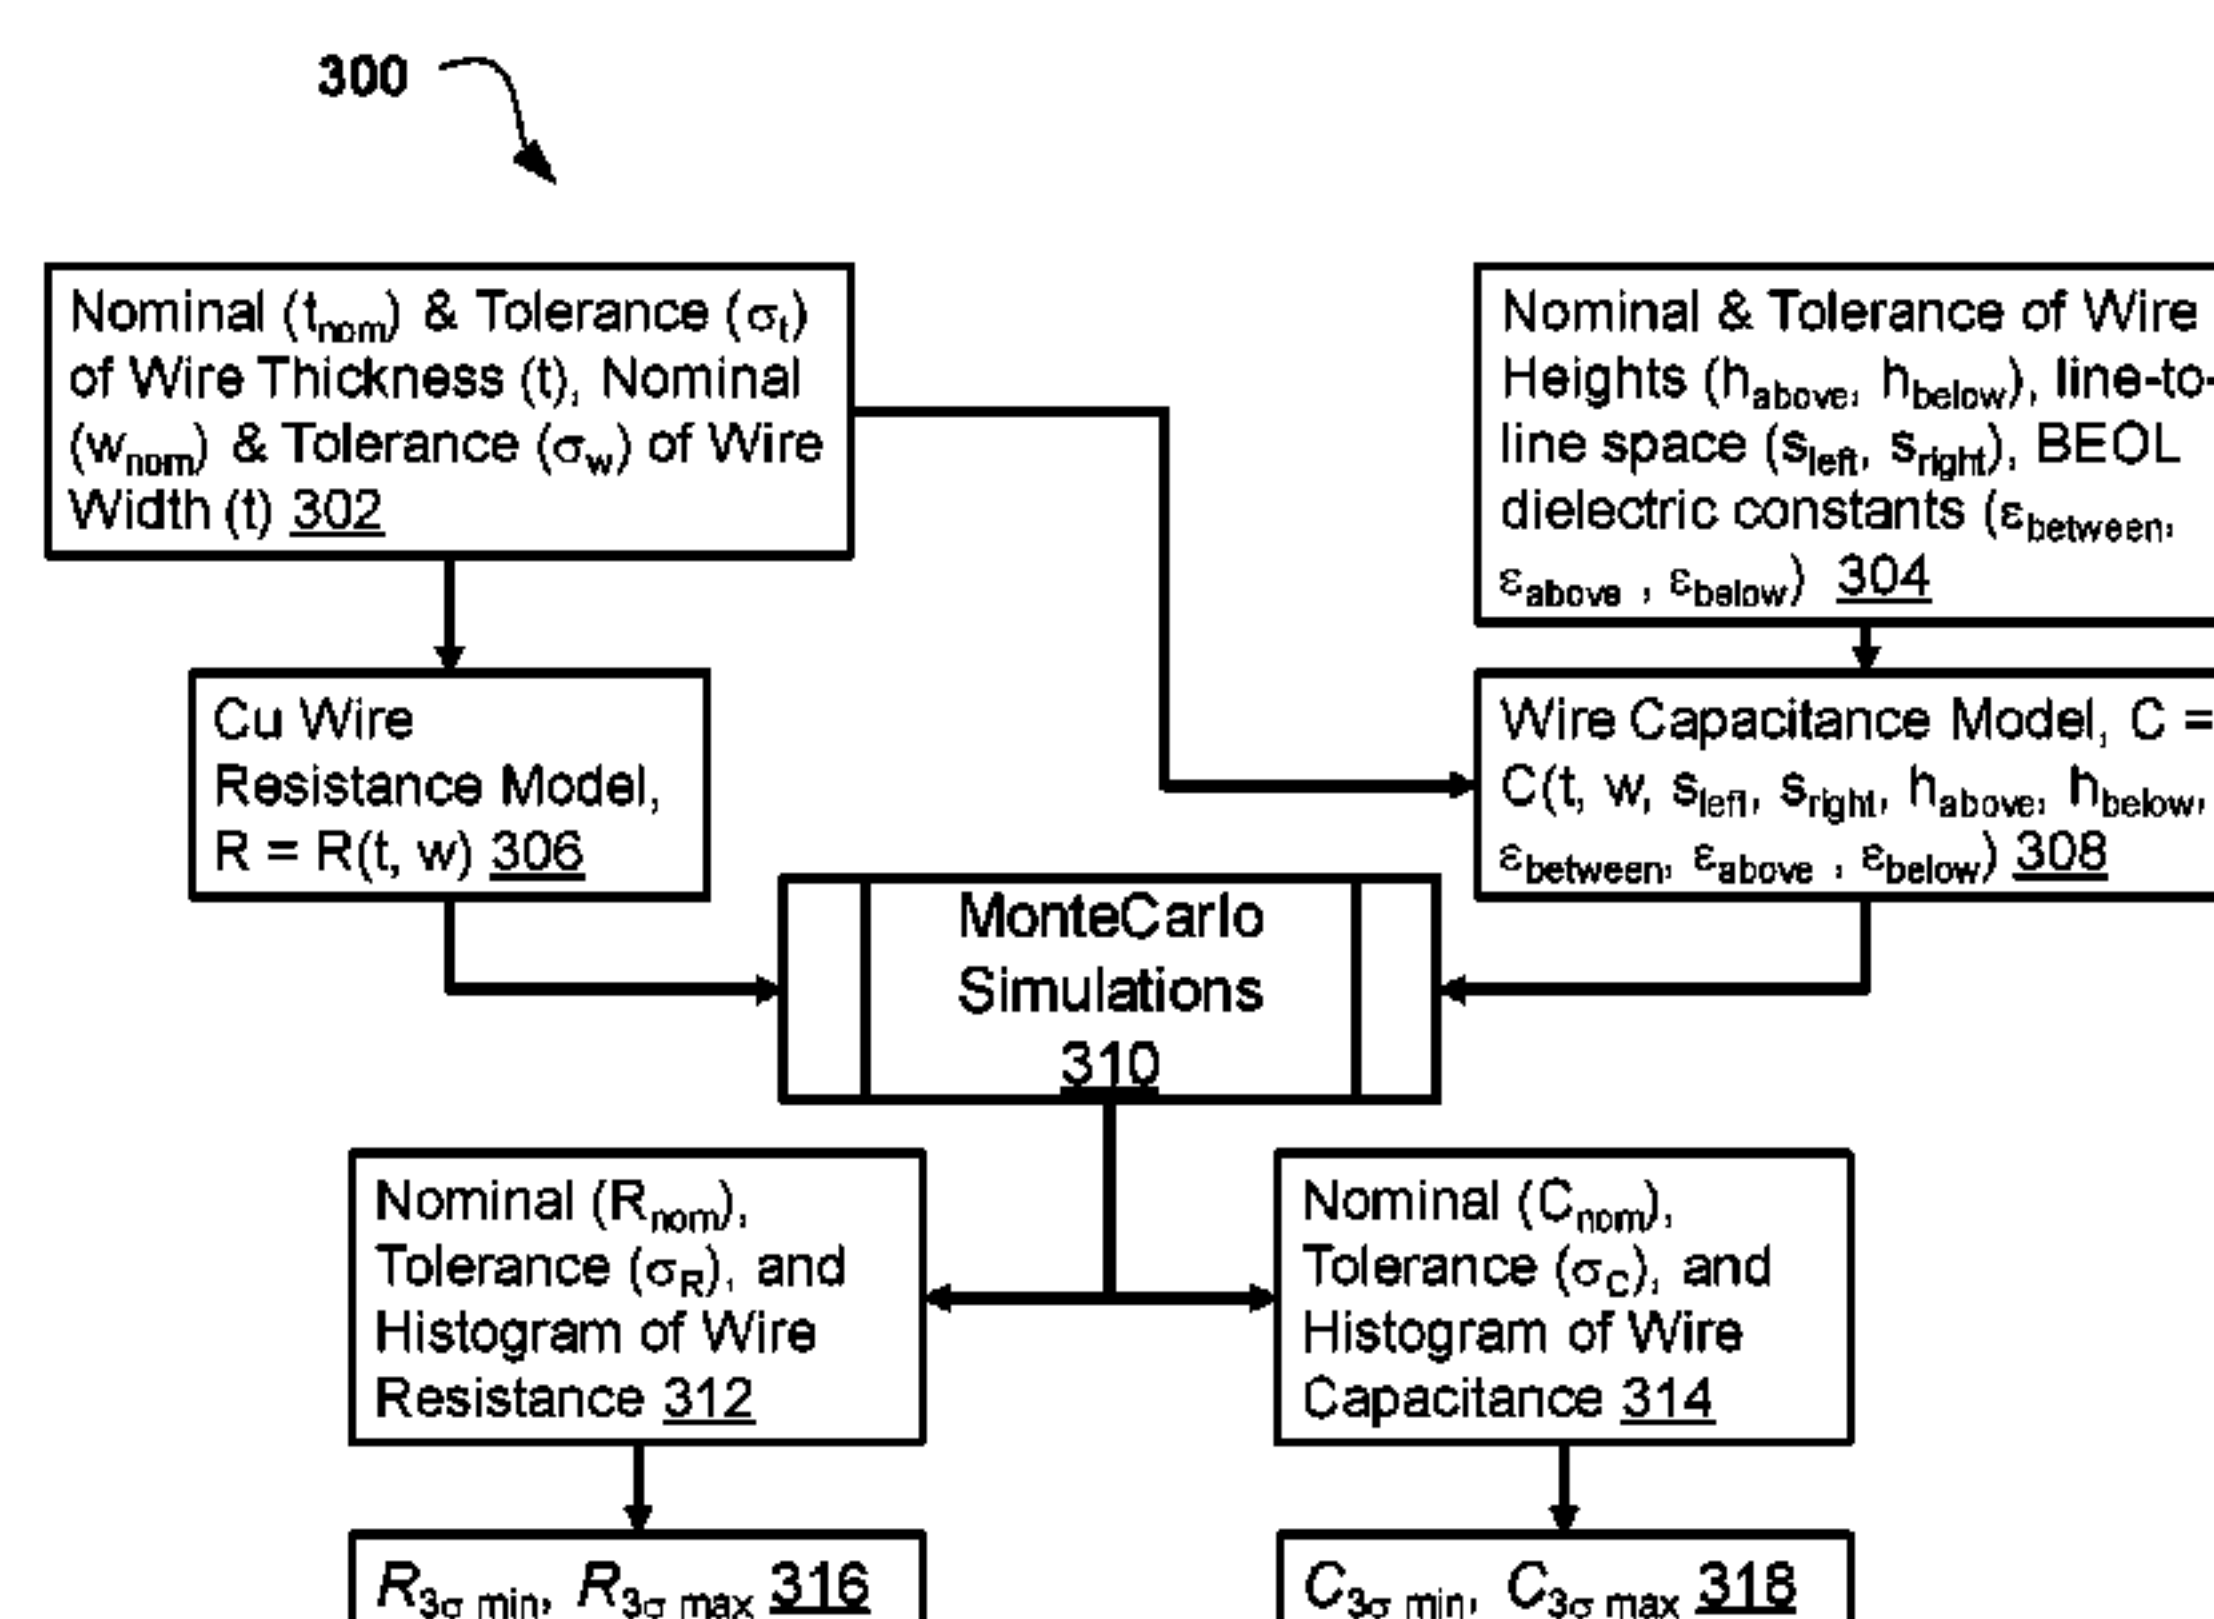 300
Nominal (tnom) & Tolerance (σt)
of Wire Thickness (t), Nominal
(wnom) & Tolerance (σw) of Wire
Width (t) 302
Nominal & Tolerance of Wire
Heights (habove, hbelow), line-to-
line space (sleft, sright), BEOL
dielectric constants (εbetween,
εabove , εbelow) 304
Cu Wire
Resistance Model,
R = R(t, w) 306
Wire Capacitance Model, C =
C(t, w, sleft, sright, habove, hbelow,
εbetween, εabove , εbelow) 308
MonteCarlo
Simulations
310
Nominal (Rnom),
Tolerance (σR), and
Histogram of Wire
Resistance 312
Nominal (Cnom),
Tolerance (σC), and
Histogram of Wire
Capacitance 314
R3σ min, R3σ max 316
C3σ min, C3σ max 318